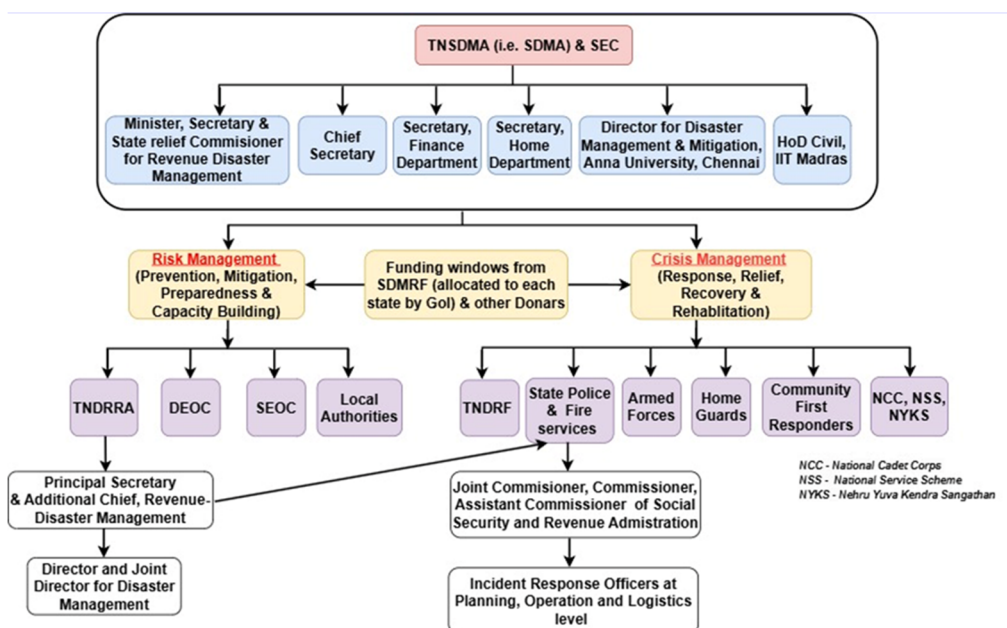 TNSDMA (i.e. SDMA) & SEC
Minister, Secretary &
State relief Commisioner
for Revenue Disaster
Management
Chief
Secretary
Secretary,
Finance
Department
Secretary,
Home
Department
Director for Disaster
Management & Mitigation,
Anna University, Chennai
HoD Civil,
IIT Madras
Risk Management
(Prevention, Mitigation,
Preparedness &
Capacity Building)
Funding windows from
SDMRF (allocated to each
state by GoI) & other Donars
Crisis Management
(Response, Relief,
Recovery &
Rehablitation)
TNDRRA
DEOC
SEOC
Local
Authorities
TNDRF
State Police
& Fire
services
Armed
Forces
Home
Guards
Community
First
Responders
NCC, NSS,
NYKS
Principal Secretary
& Additional Chief, Revenue-
Disaster Management
Joint Commisioner, Commissioner,
Assistant Commissioner of Social
Security and Revenue Admistration
NCC - National Cadet Corps
NSS - National Service Scheme
NYKS - Nehru Yuva Kendra Sangathan
Director and Joint
Director for Disaster
Management
Incident Response Officers at
Planning, Operation and Logistics
level